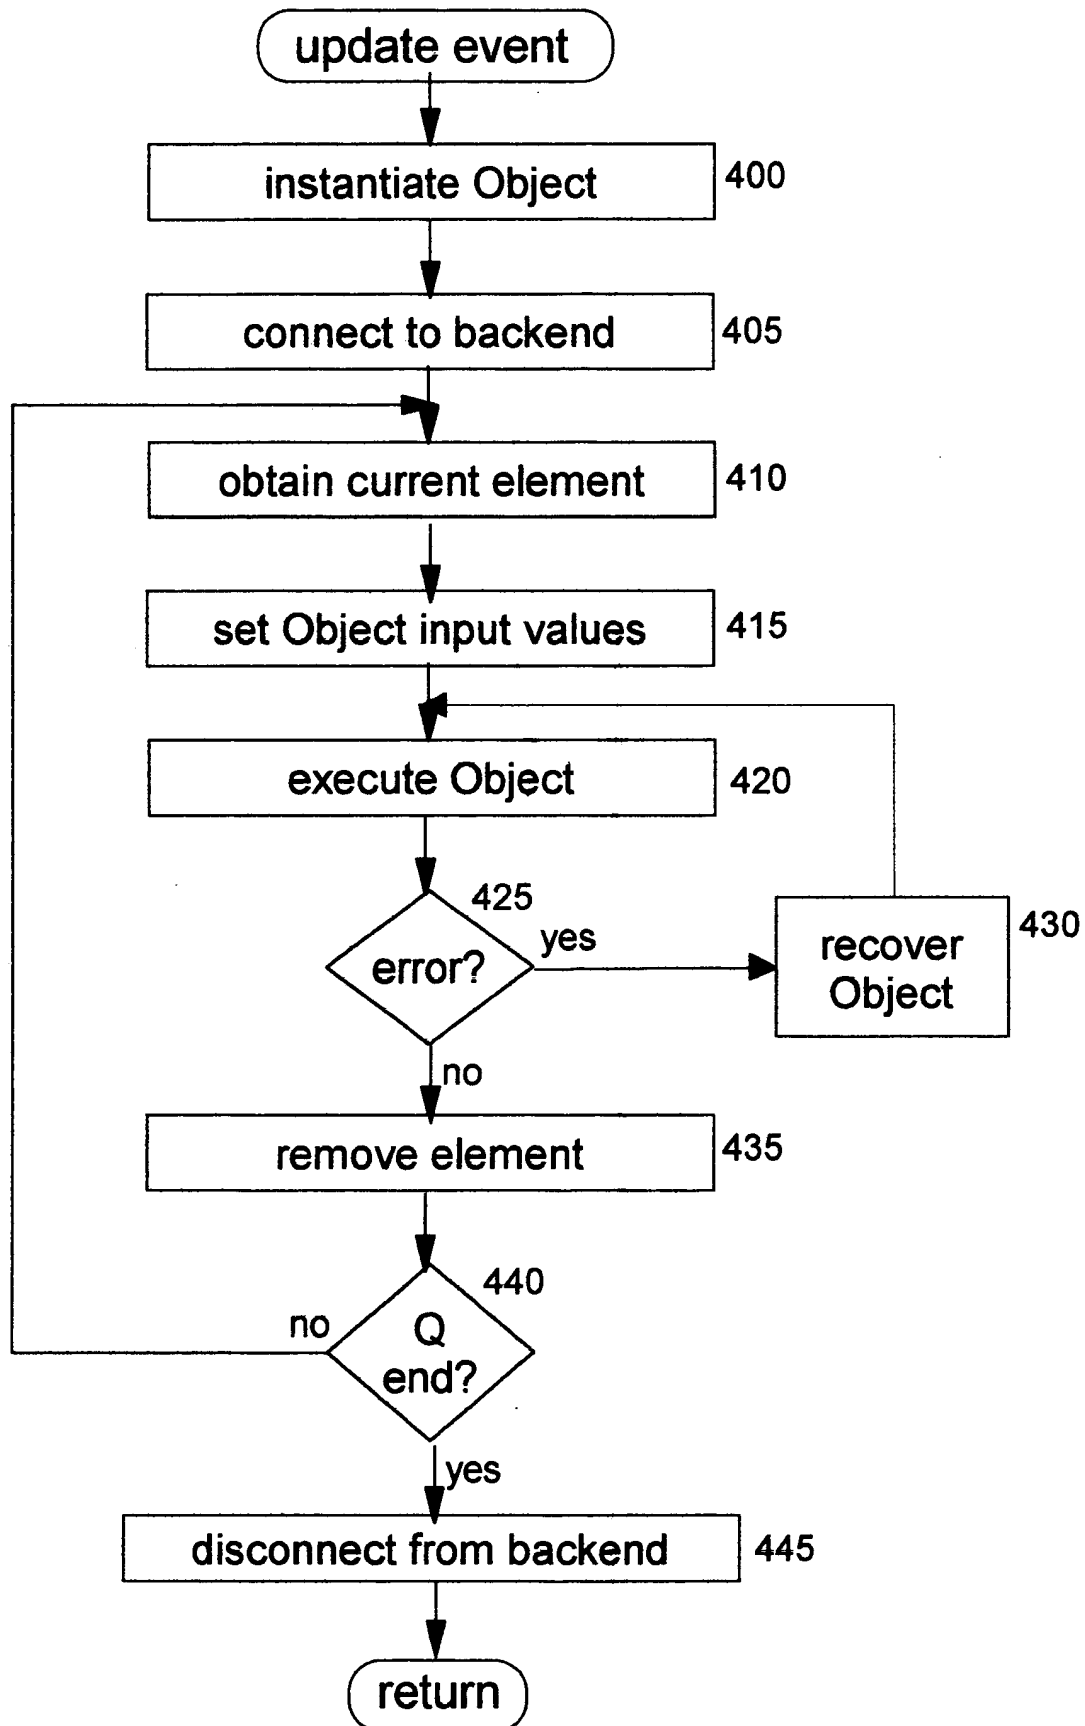 update event
instantiate Object
400
connect to backend
405
obtain current element
410
set Object input values
415
execute Object
420
425
error?
yes
recover
Object
430
no
remove element
435
440
no
Q
end?
yes
disconnect from backend
445
return